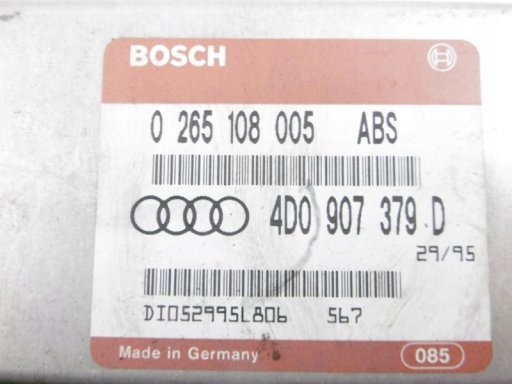 BOSCH
0 265 108 005 ABS
4D0 907 379 D
29/95
DI052995L806 567
Made in Germany 085